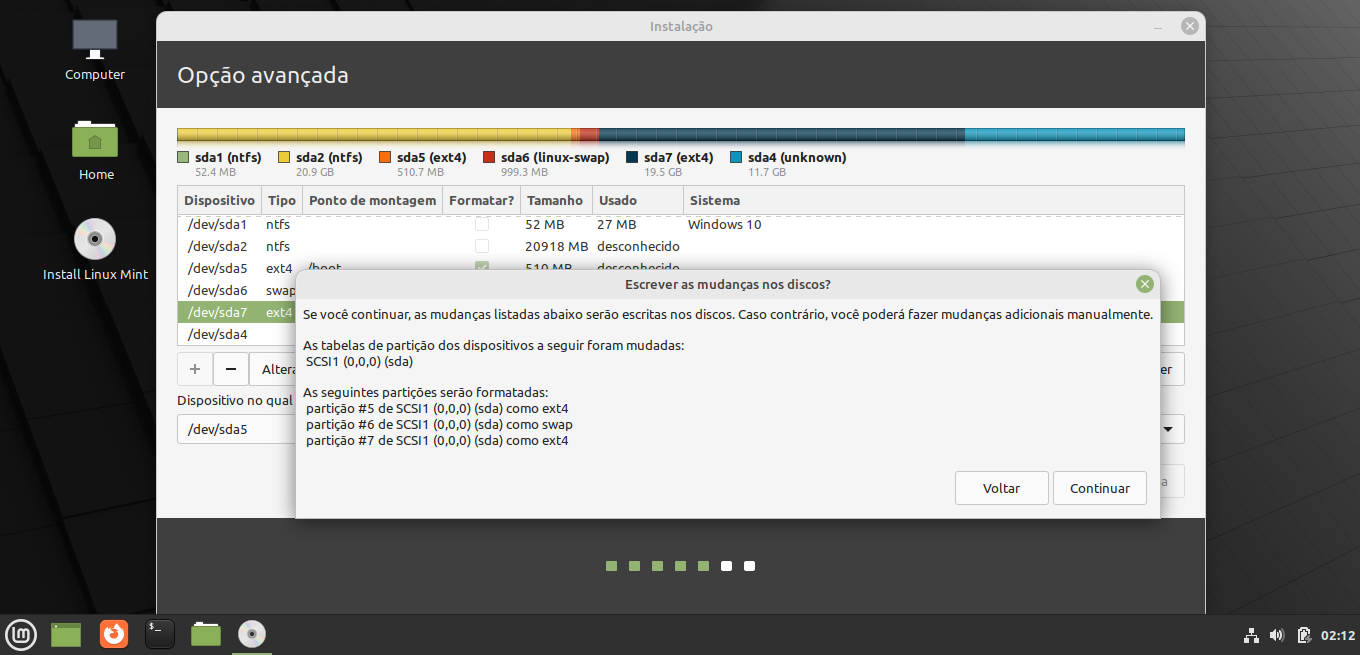 Instalação
Computer
Opção avançada
sda1 (ntfs) sda2 (ntfs) sda5 (ext4) sda6 (linux-swap) sda7 (ext4) sda4 (unknown)
52.4 MB 20.9 GB 510.7 MB 999.3 MB 19.5 GB 11.7 GB
Home
Dispositivo Tipo Ponto de montagem Formatar? Tamanho Usado Sistema
/dev/sda1 ntfs 52 MB 27 MB Windows 10
/dev/sda2 ntfs 20918 MB desconhecido
/dev/sda5 ext4 /boot 510 MB desconhecido
Install Linux Mint
Escrever as mudanças nos discos?
/dev/sda6 swap
/dev/sda7 ext4
Se você continuar, as mudanças listadas abaixo serão escritas nos discos. Caso contrário, você poderá fazer mudanças adicionais manualmente.
/dev/sda4
As tabelas de partição dos dispositivos a seguir foram mudadas:
SCSI1 (0,0,0) (sda)
+ − Altera er
As seguintes partições serão formatadas:
Dispositivo no qual
partição #5 de SCSI1 (0,0,0) (sda) como ext4
partição #6 de SCSI1 (0,0,0) (sda) como swap
/dev/sda5
partição #7 de SCSI1 (0,0,0) (sda) como ext4
Voltar Continuar
a
02:12